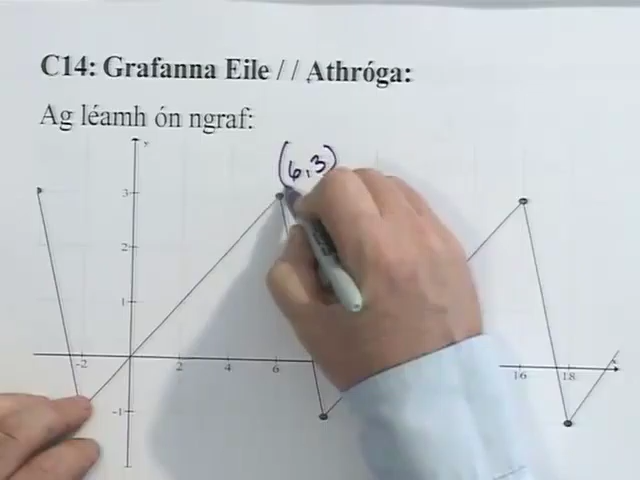 C14: Grafanna Eile // Athróga:
Ag léamh ón ngraf:
(6,3)
y
3
2
1
-2 2 4 6 16 18 x
-1